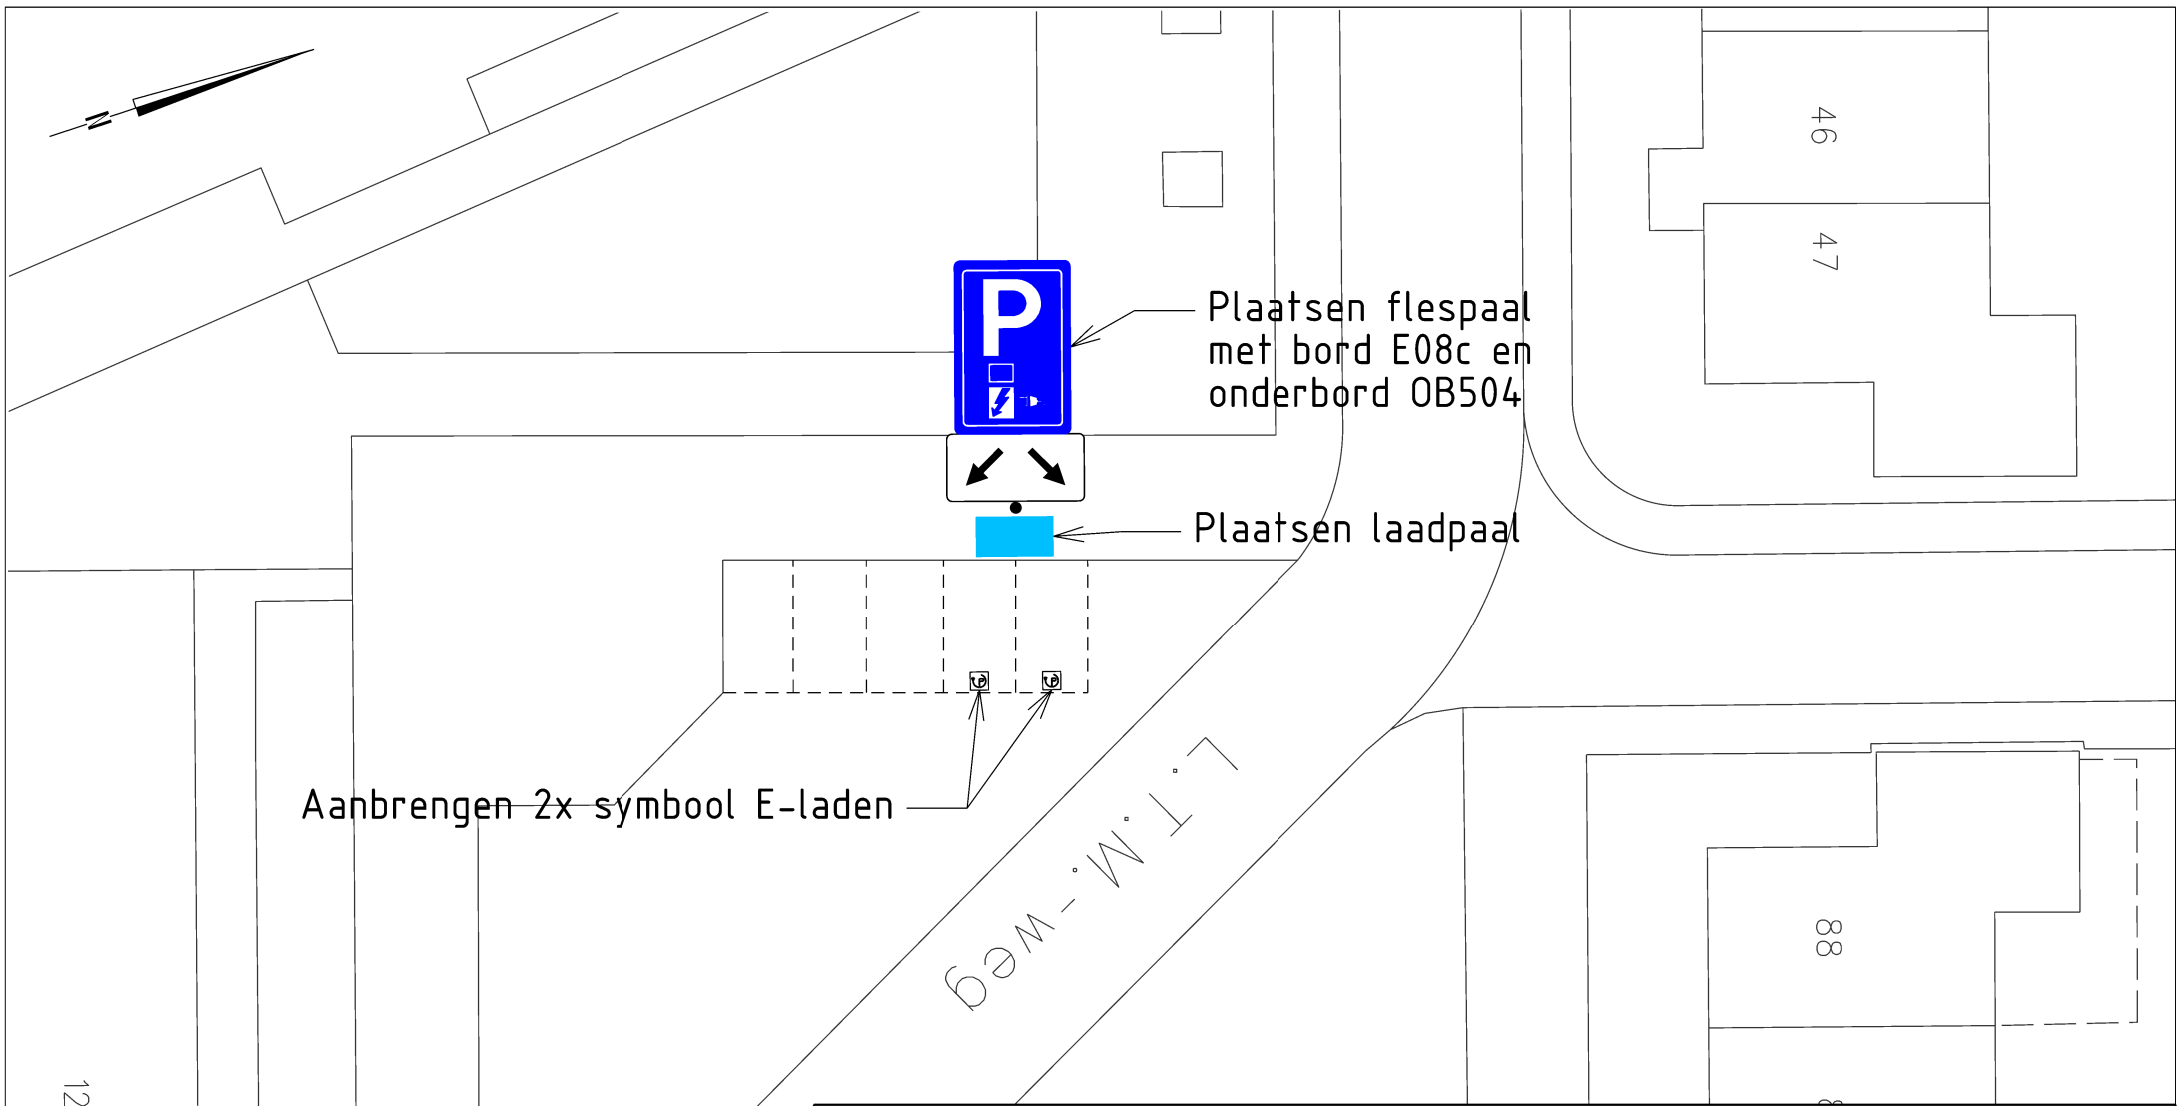 N
46
47
P
Plaatsen flespaal
met bord E08c en
onderbord OB504
Plaatsen laadpaal
Aanbrengen 2x symbool E-laden
L.T.M.-weg
88
12